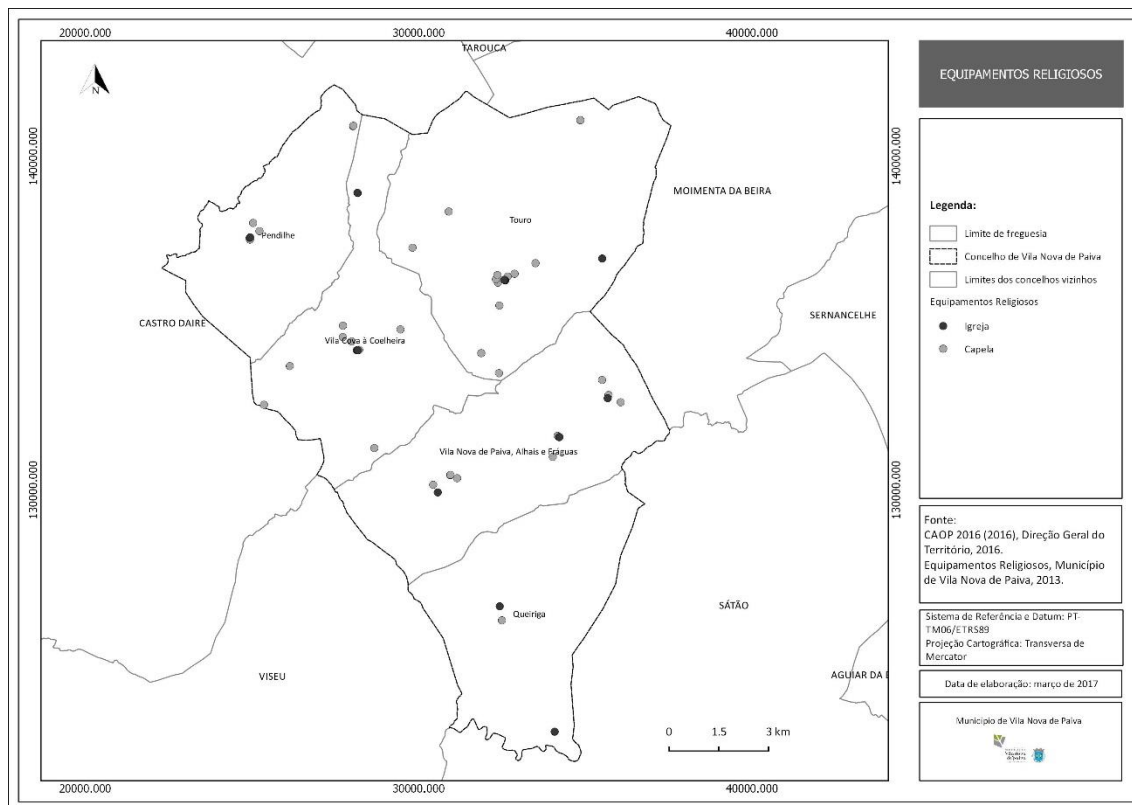 20000.000 30000.000 40000.000
TAROUCA
N
140000.000 140000.000
MOIMENTA DA BEIRA
Touro
Pendilhe
SERNANCELHE
CASTRO DAIRE
Vila Cova à Coelheira
Vila Nova de Paiva, Alhais e Fráguas
130000.000 130000.000
Queiriga
SÁTÃO
VISEU
AGUIAR DA
0 1.5 3 km
20000.000 30000.000 40000.000
EQUIPAMENTOS RELIGIOSOS
Legenda:
Limite de freguesia
Concelho de Vila Nova de Paiva
Limites dos concelhos vizinhos
Equipamentos Religiosos
Igreja
Capela
Fonte:
CAOP 2016 (2016), Direção Geral do
Território, 2016.
Equipamentos Religiosos, Município
de Vila Nova de Paiva, 2013.
Sistema de Referência e Datum: PT-
TM06/ETRS89
Projeção Cartográfica: Transversa de
Mercator
Data de elaboração: março de 2017
Municipio de Vila Nova de Paiva